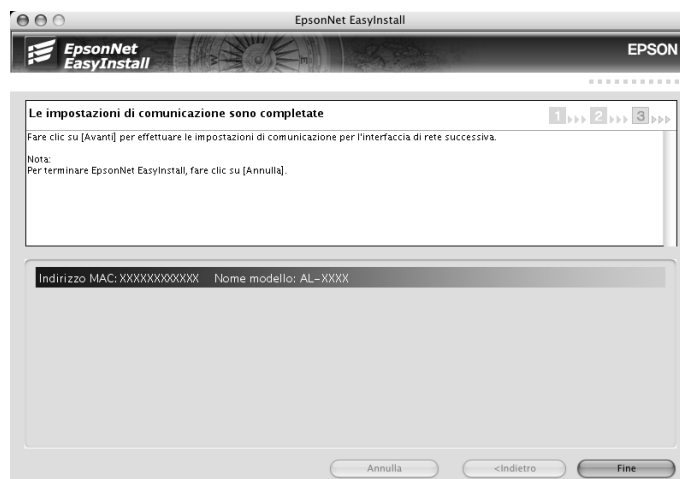 EpsonNet EasyInstall
EpsonNet
EasyInstall
EPSON
Le impostazioni di comunicazione sono completate
1 2 3
Fare clic su [Avanti] per effettuare le impostazioni di comunicazione per l'interfaccia di rete successiva.
Nota:
Per terminare EpsonNet EasyInstall, fare clic su [Annulla].
Indirizzo MAC: XXXXXXXXXXXX Nome modello: AL-XXXX
Annulla <Indietro Fine